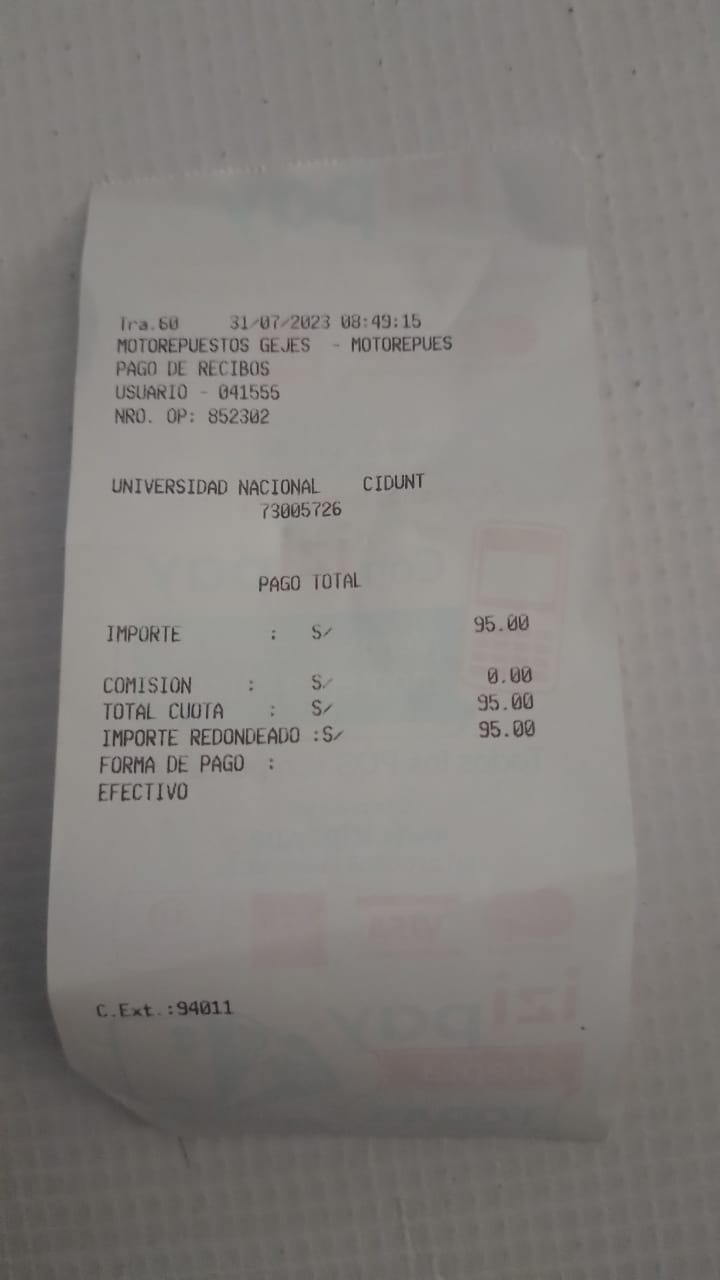 Tra.60 31/07/2023 08:49:15
MOTOREPUESTOS GEJES - MOTOREPUES
PAGO DE RECIBOS
USUARIO - 041555
NRO. OP: 852302
UNIVERSIDAD NACIONAL CIDUNT
73005726
PAGO TOTAL
IMPORTE : S/ 95.00
COMISION : S/ 0.00
TOTAL CUOTA : S/ 95.00
IMPORTE REDONDEADO :S/ 95.00
FORMA DE PAGO :
EFECTIVO
C.Ext.:94011
izi
pay